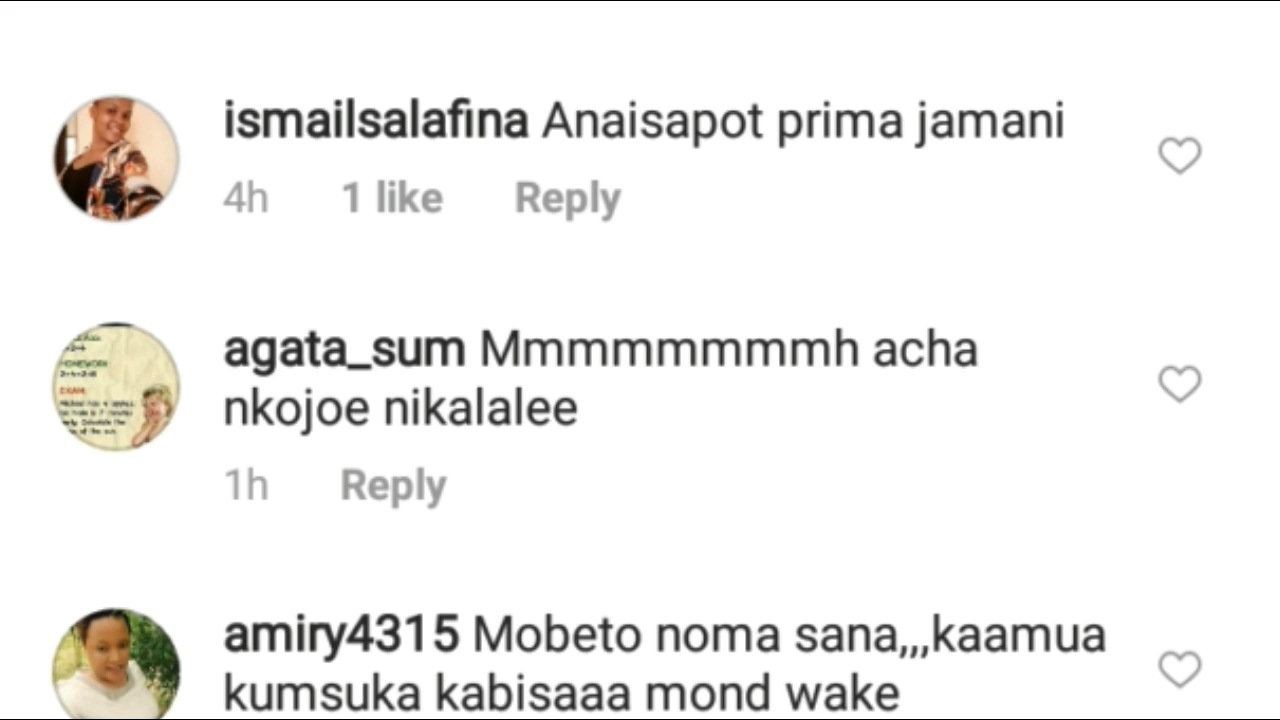 ismailsalafina Anaisapot prima jamani
4h 1 like Reply
agata_sum Mmmmmmmmmh acha
nkojoe nikalalee
1h Reply
amiry4315 Mobeto noma sana,,,kaamua
kumsuka kabisaaa mond wake